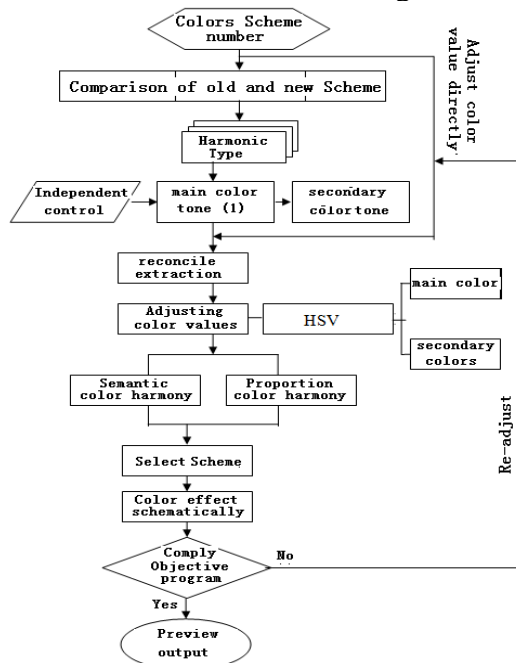 Colors Scheme
number
Adjust color
value directly
Comparison of old and new Scheme
Harmonic
Type
Independent
control
main color
tone (1)
secondary
colortone
reconcile
extraction
Adjusting
color values
HSV
main color
secondary
colors
Semantic
color harmony
Proportion
color harmony
Re-adjust
Select Scheme
Color effect
schematically
Comply
Objective
program
No
Yes
Preview
output